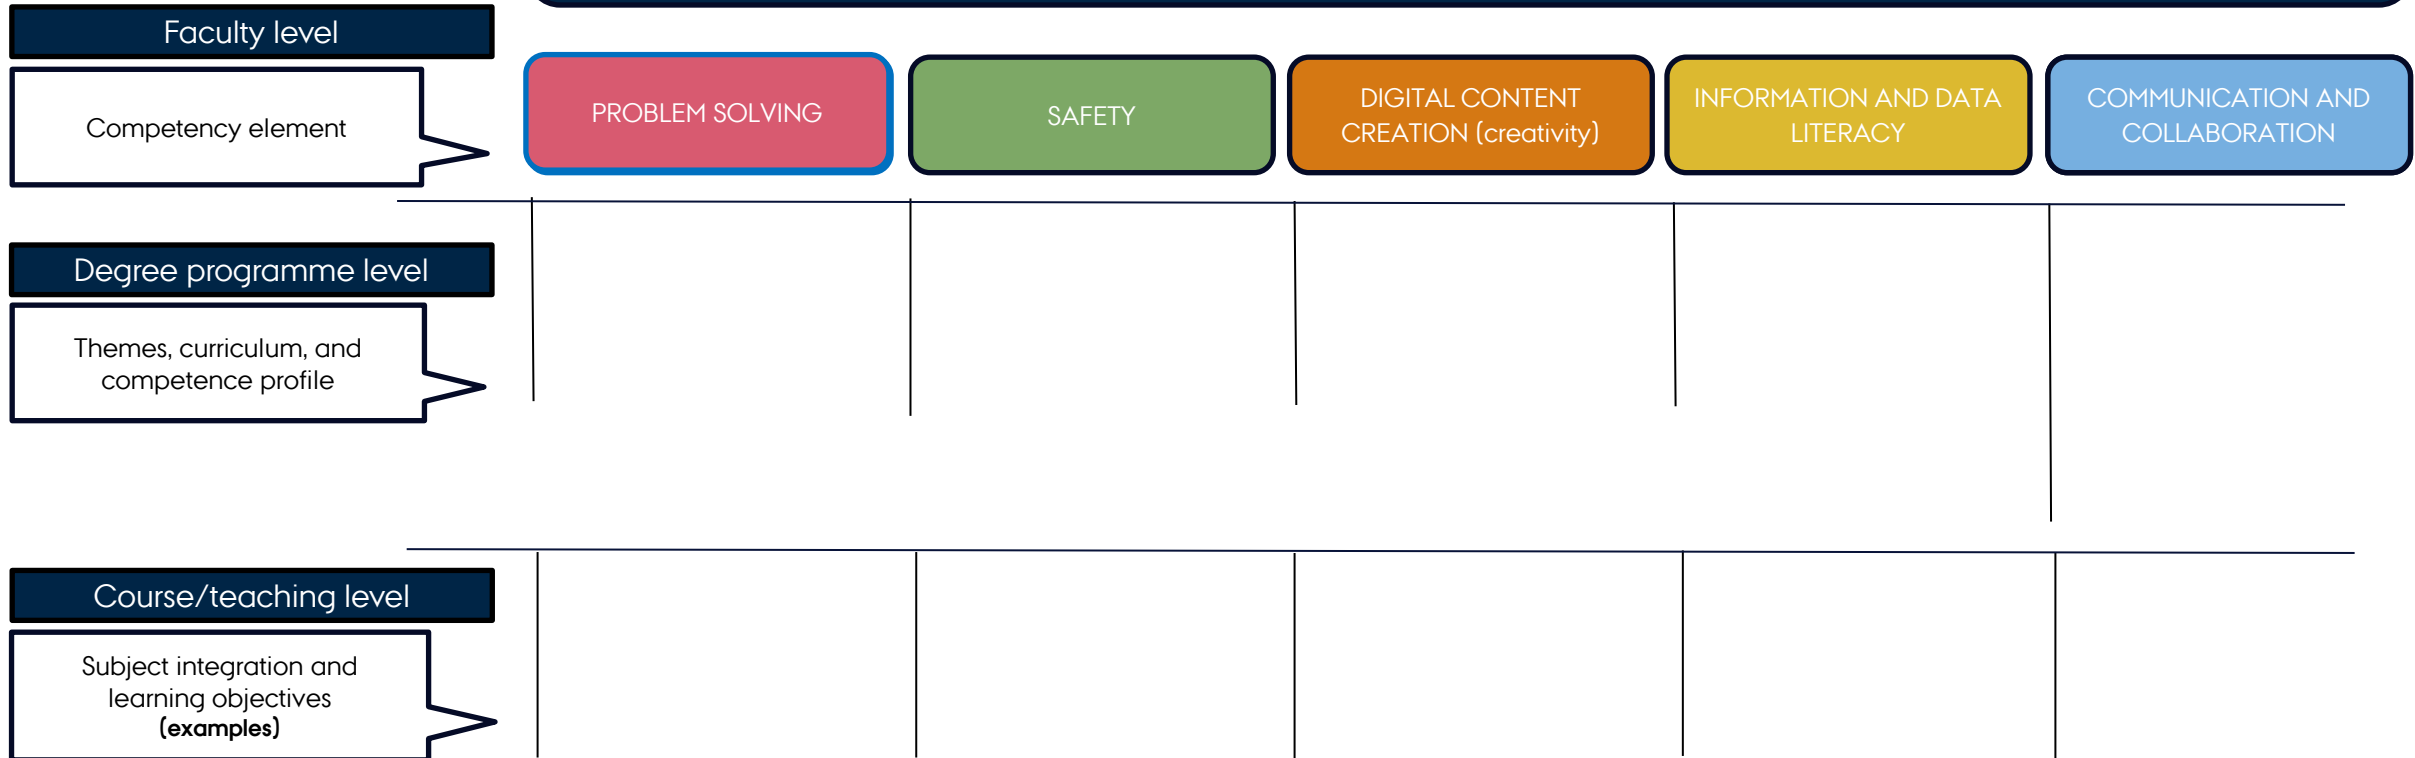 Faculty level
Competency element
PROBLEM SOLVING
SAFETY
DIGITAL CONTENT
CREATION (creativity)
INFORMATION AND DATA
LITERACY
COMMUNICATION AND
COLLABORATION
Degree programme level
Themes, curriculum, and
competence profile
Course/teaching level
Subject integration and
learning objectives
(examples)